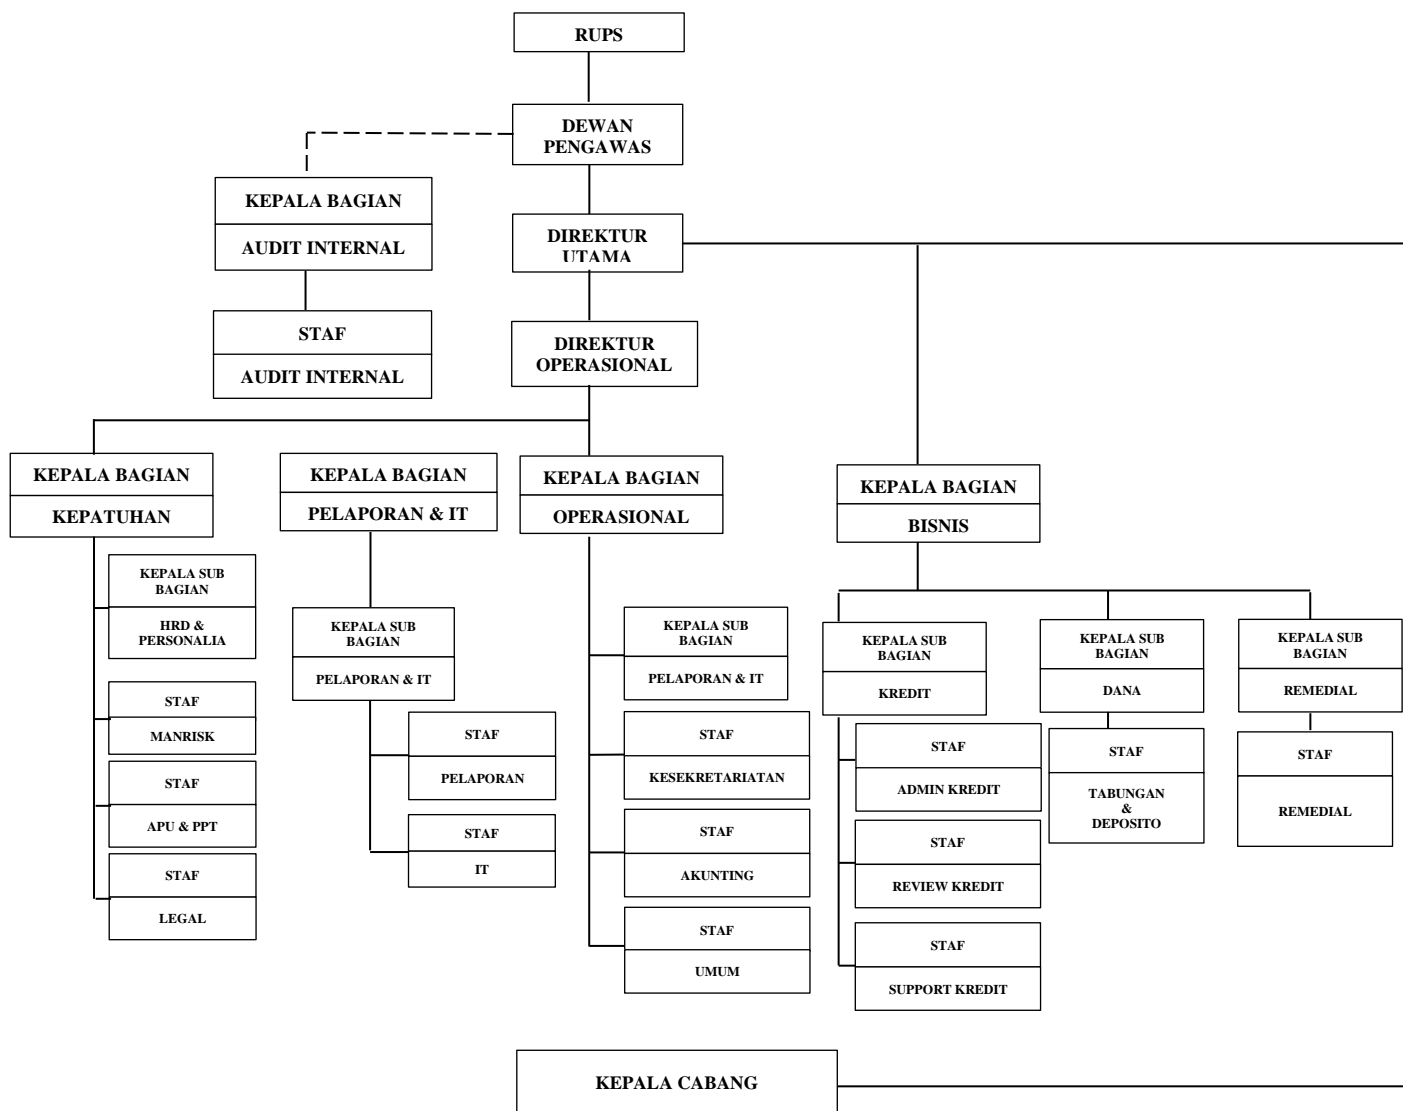 RUPS
DEWAN
PENGAWAS
KEPALA BAGIAN
AUDIT INTERNAL
DIREKTUR
UTAMA
STAF
AUDIT INTERNAL
DIREKTUR
OPERASIONAL
KEPALA BAGIAN
KEPATUHAN
KEPALA SUB
BAGIAN
HRD &
PERSONALIA
STAF
MANRISK
STAF
APU & PPT
STAF
LEGAL
KEPALA BAGIAN
PELAPORAN & IT
KEPALA SUB
BAGIAN
PELAPORAN & IT
STAF
PELAPORAN
STAF
IT
KEPALA BAGIAN
OPERASIONAL
KEPALA SUB
BAGIAN
PELAPORAN & IT
STAF
KESEKRETARIATAN
STAF
AKUNTING
STAF
UMUM
KEPALA BAGIAN
BISNIS
KEPALA SUB
BAGIAN
KREDIT
STAF
ADMIN KREDIT
STAF
REVIEW KREDIT
STAF
SUPPORT KREDIT
KEPALA SUB
BAGIAN
DANA
STAF
TABUNGAN
&
DEPOSITO
KEPALA SUB
BAGIAN
REMEDIAL
STAF
REMEDIAL
KEPALA CABANG